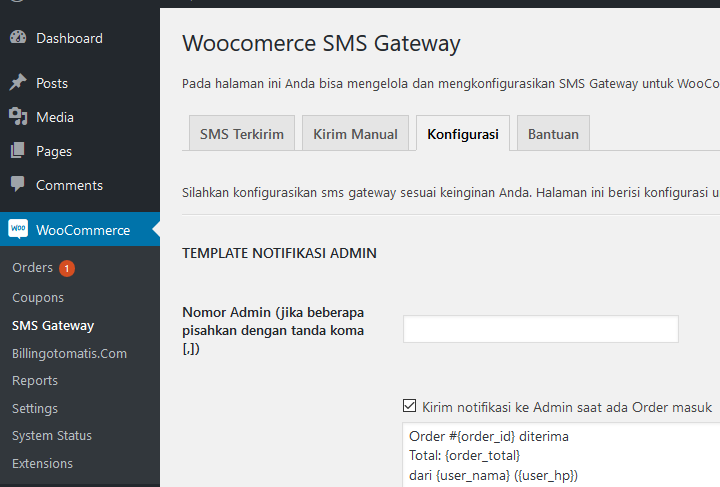 Dashboard
Posts
Media
Pages
Comments
WOO WooCommerce
Orders 1
Coupons
SMS Gateway
Billingotomatis.Com
Reports
Settings
System Status
Extensions
Woocomerce SMS Gateway
Pada halaman ini Anda bisa mengelola dan mengkonfigurasikan SMS Gateway untuk WooCo
SMS Terkirim Kirim Manual Konfigurasi Bantuan
Silahkan konfigurasikan sms gateway sesuai keinginan Anda. Halaman ini berisi konfigurasi u
TEMPLATE NOTIFIKASI ADMIN
Nomor Admin (jika beberapa
pisahkan dengan tanda koma
[,])
Kirim notifikasi ke Admin saat ada Order masuk
Order #{order_id} diterima
Total: {order_total}
dari {user_nama} ({user_hp})